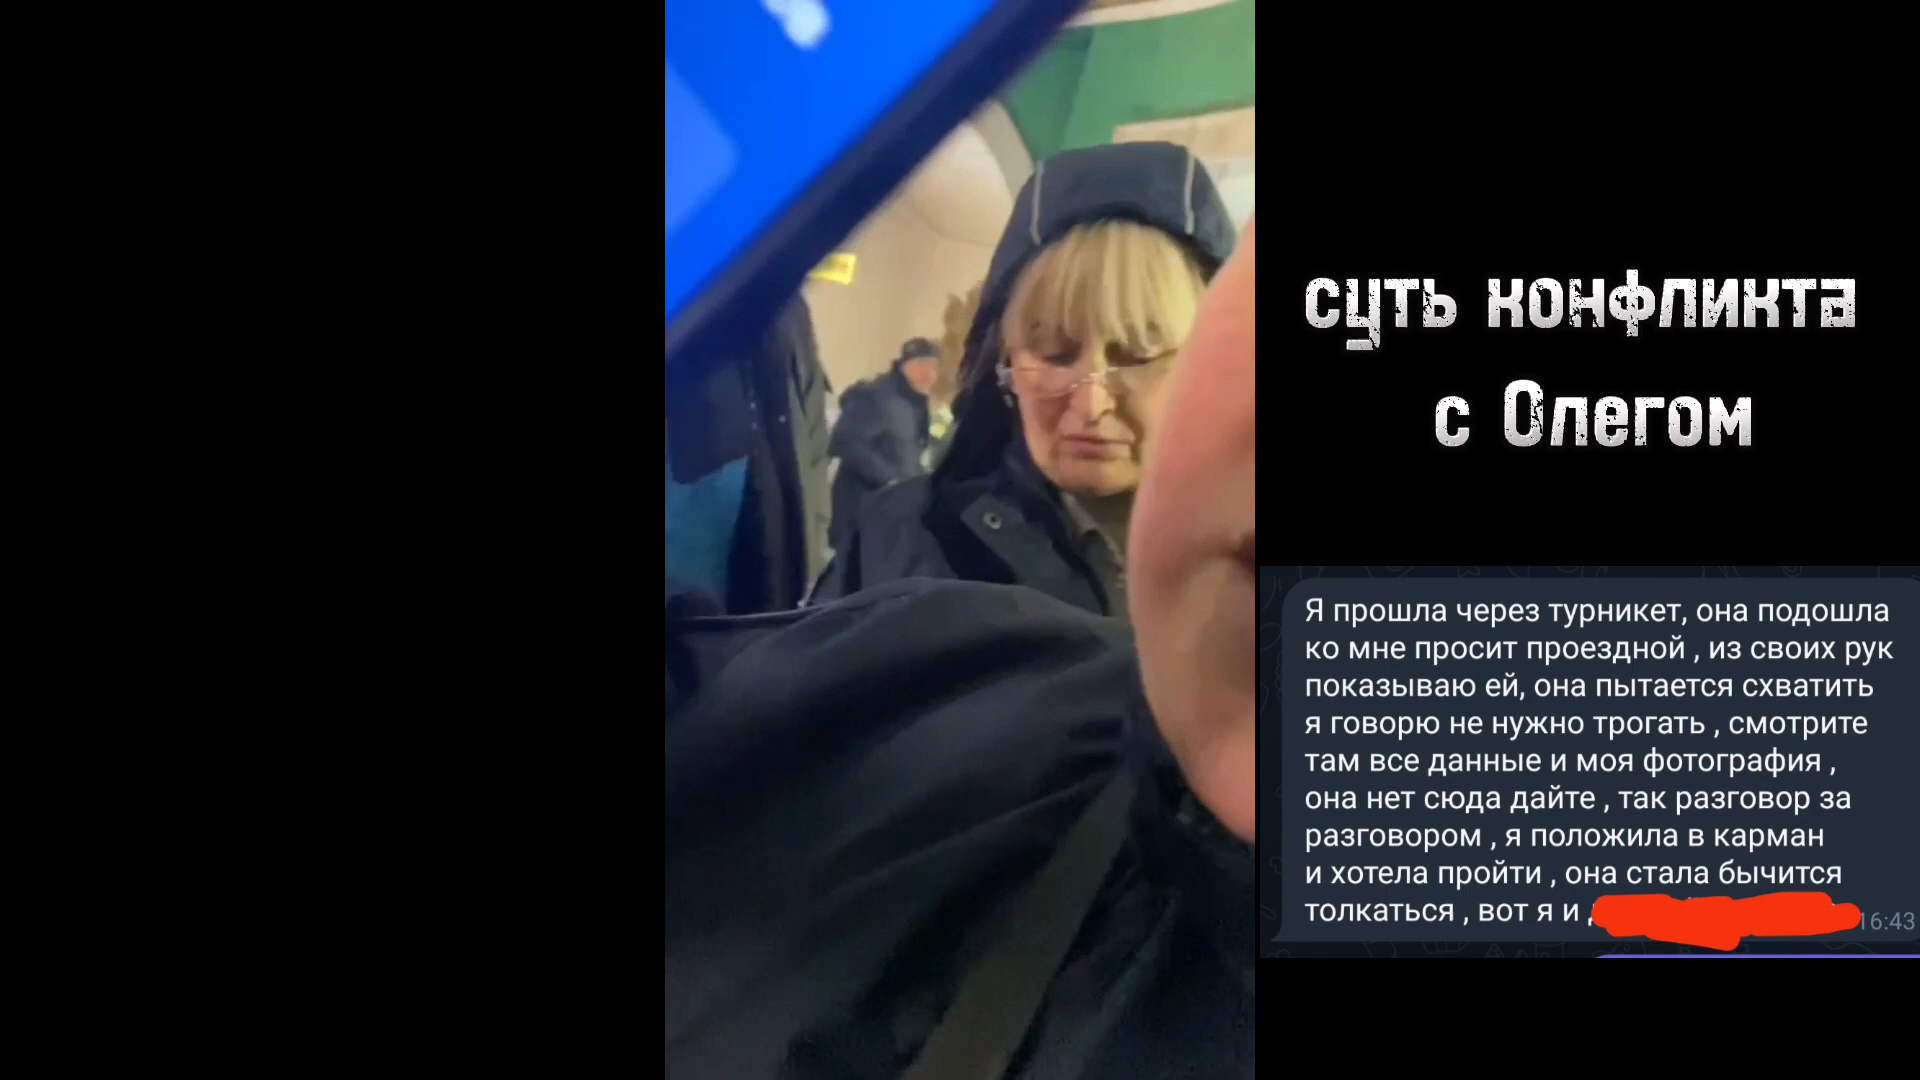 суть конфликта
с Олегом
Я прошла через турникет, она подошла
ко мне просит проездной , из своих рук
показываю ей, она пытается схватить
я говорю не нужно трогать , смотрите
там все данные и моя фотография ,
она нет сюда дайте , так разговор за
разговором , я положила в карман
и хотела пройти , она стала бычится
толкаться , вот я и
16:43